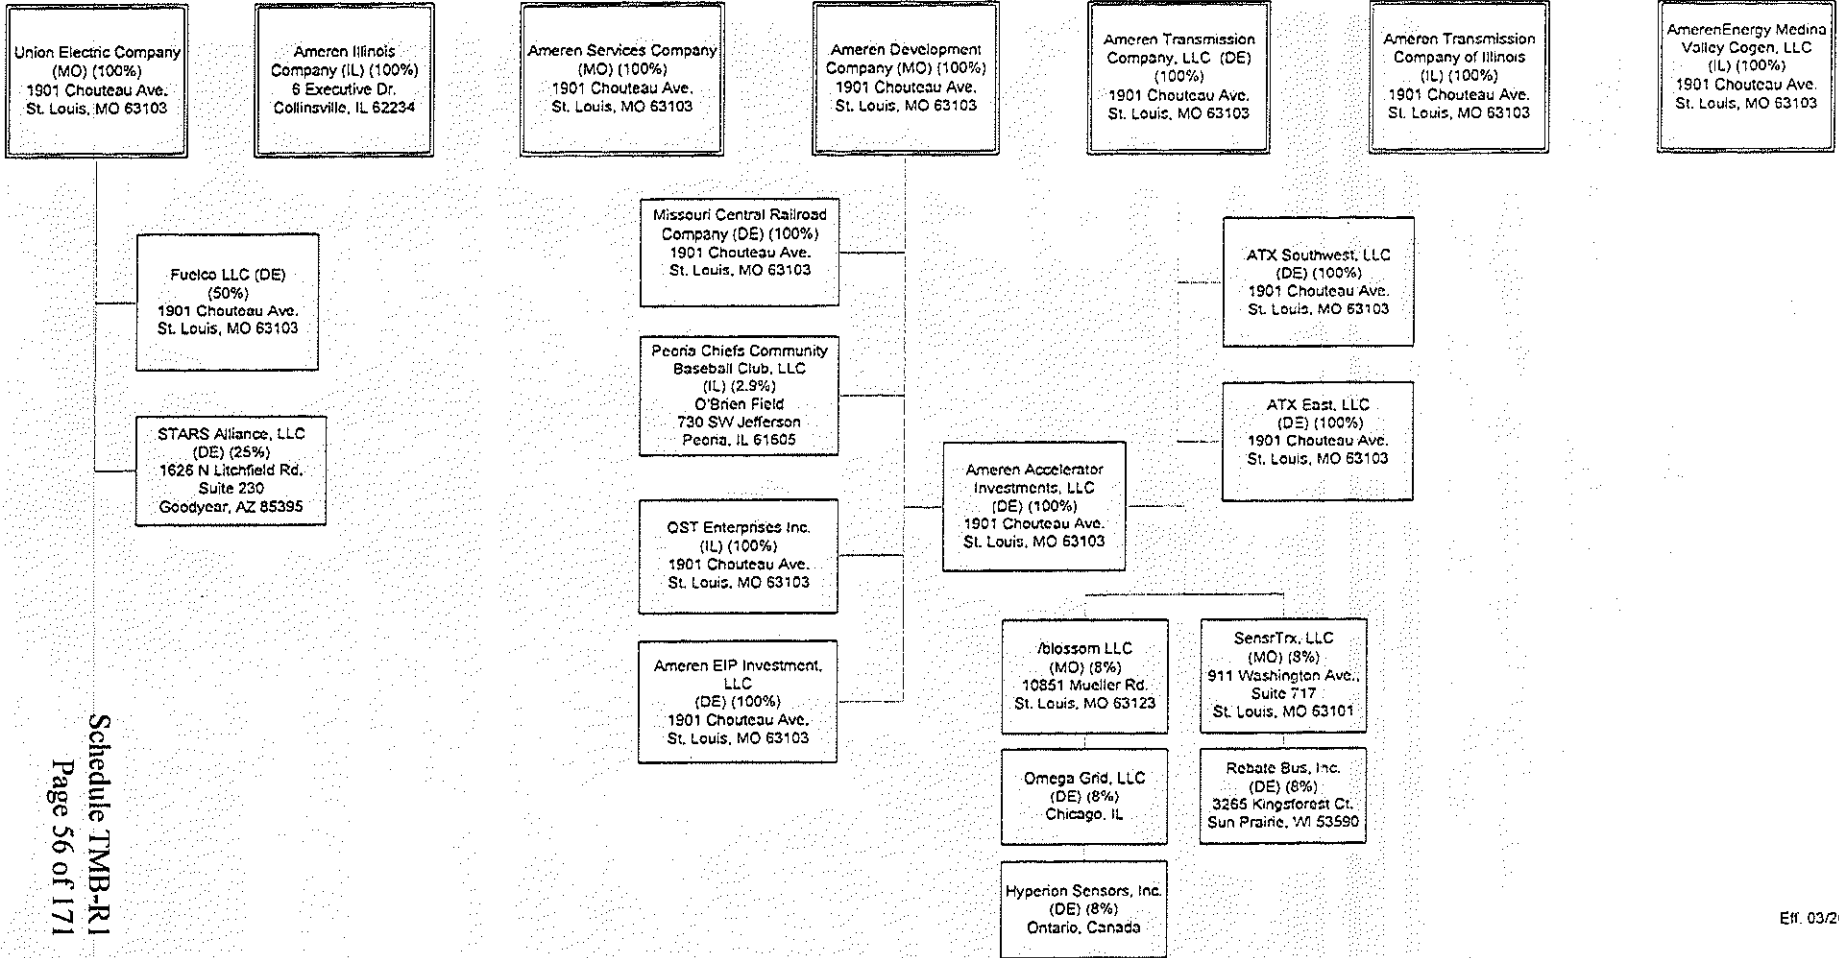 Union Electric Company
(MO) (100%)
1901 Chouteau Ave.
St. Louis, MO 63103
Ameren Illinois
Company (IL) (100%)
6 Executive Dr.
Collinsville, IL 62234
Ameren Services Company
(MO) (100%)
1901 Chouteau Ave.
St. Louis, MO 63103
Ameren Development
Company (MO) (100%)
1901 Chouteau Ave.
St. Louis, MO 63103
Ameren Transmission
Company, LLC (DE)
(100%)
1901 Chouteau Ave.
St. Louis, MO 63103
Ameren Transmission
Company of Illinois
(IL) (100%)
1901 Chouteau Ave.
St. Louis, MO 63103
AmerenEnergy Medina
Valley Cogen, LLC
(IL) (100%)
1901 Chouteau Ave.
St. Louis, MO 63103
Fuelco LLC (DE)
(50%)
1901 Chouteau Ave.
St. Louis, MO 63103
STARS Alliance, LLC
(DE) (25%)
1626 N Litchfield Rd.
Suite 230
Goodyear, AZ 85395
Missouri Central Railroad
Company (DE) (100%)
1901 Chouteau Ave.
St. Louis, MO 63103
Peoria Chiefs Community
Baseball Club, LLC
(IL) (2.9%)
O'Brien Field
730 SW Jefferson
Peoria, IL 61605
QST Enterprises Inc.
(IL) (100%)
1901 Chouteau Ave.
St. Louis, MO 63103
Ameren EIP Investment,
LLC
(DE) (100%)
1901 Chouteau Ave.
St. Louis, MO 63103
Ameren Accelerator
Investments, LLC
(DE) (100%)
1901 Chouteau Ave.
St. Louis, MO 63103
ATX Southwest, LLC
(DE) (100%)
1901 Chouteau Ave.
St. Louis, MO 63103
ATX East, LLC
(DE) (100%)
1901 Chouteau Ave.
St. Louis, MO 63103
/blossom LLC
(MO) (8%)
10851 Mueller Rd.
St. Louis, MO 63123
SensrTrx, LLC
(MO) (8%)
911 Washington Ave.,
Suite 717
St. Louis, MO 63101
Omega Grid, LLC
(DE) (8%)
Chicago, IL
Rebate Bus, Inc.
(DE) (8%)
3265 Kingsforest Ct.
Sun Prairie, WI 53590
Hyperion Sensors, Inc.
(DE) (8%)
Ontario, Canada
Schedule TMB-R1
Page 56 of 171
Eff. 03/2